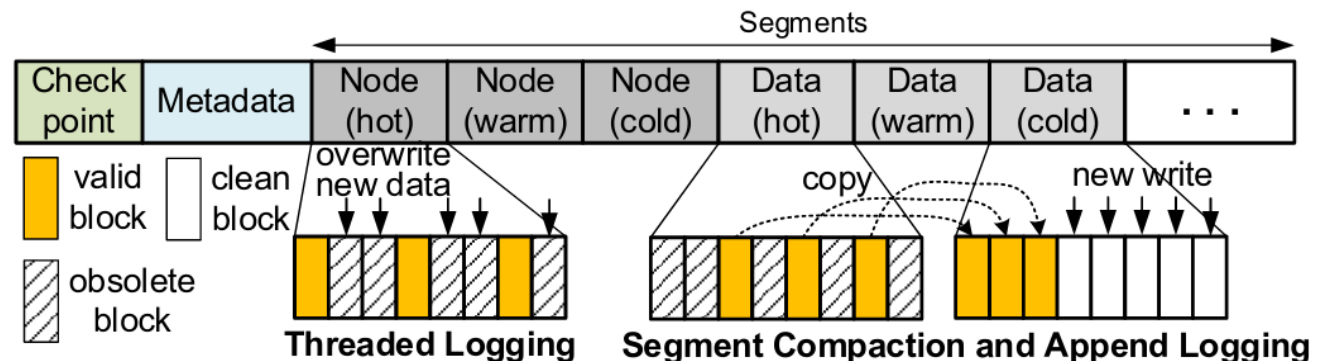 Segments
Check
point
Metadata
Node
(hot)
Node
(warm)
Node
(cold)
Data
(hot)
Data
(warm)
Data
(cold)
. . .
valid
block
clean
block
obsolete
block
overwrite
new data
copy
new write
Threaded Logging
Segment Compaction and Append Logging